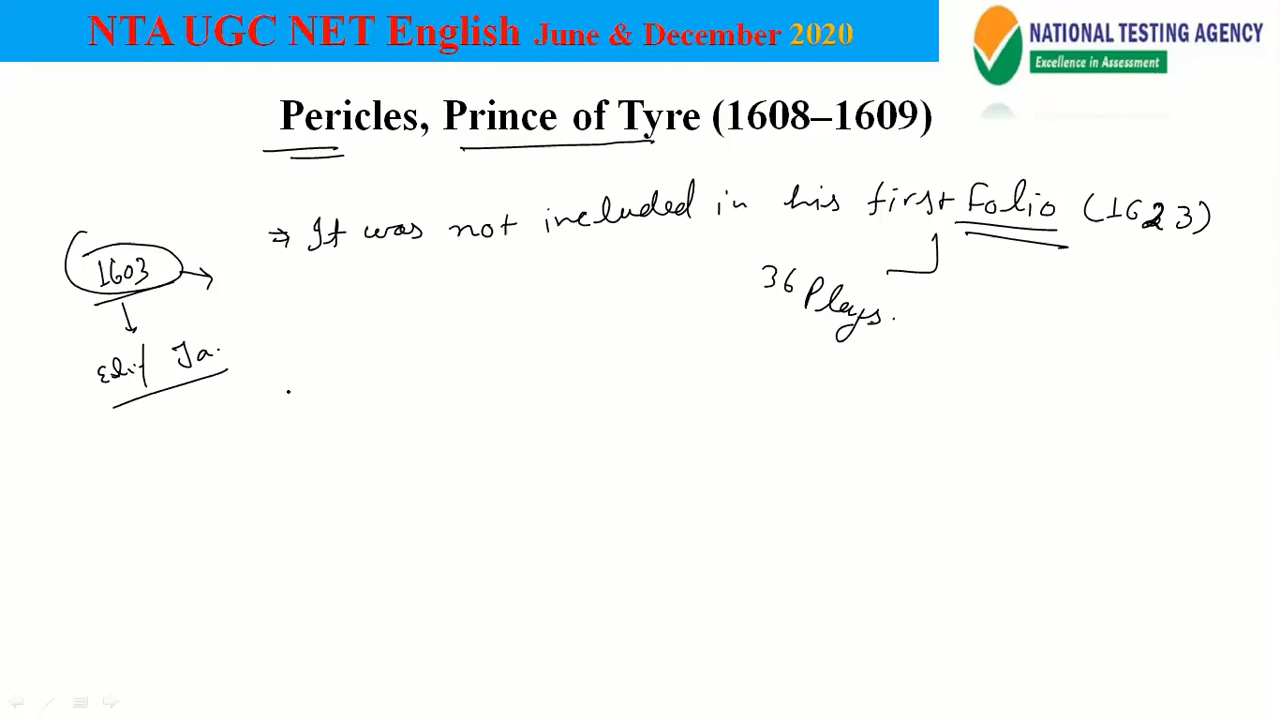 NTA UGC NET English June & December 2020
NATIONAL TESTING AGENCY
Excellence in Assessment
Pericles, Prince of Tyre (1608–1609)
⇒ It was not included in his first Folio (1623)
36 Plays.
1603
Ja.